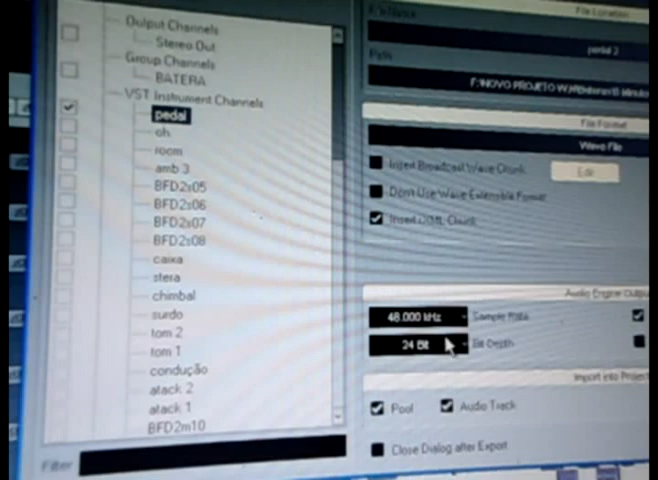 Output Channels
Stereo Out
Group Channels
BATERA
VST Instrument Channels
pedal
oh
room
amb 3
BFD2s05
BFD2s06
BFD2s07
BFD2s08
caixa
stera
chimbal
surdo
tom 2
tom 1
condução
atack 2
atack 1
BFD2m10
Filter
File Location
Path
pedal 2
File Format
Wave File
Insert Broadcast Wave Chunk
Edit
Don't Use Wave Extensible Format
Insert iXML Chunk
Audio Engine Output
48.000 kHz
Sample Rate
24 Bit
Bit Depth
Import into Project
Pool
Audio Track
Close Dialog after Export